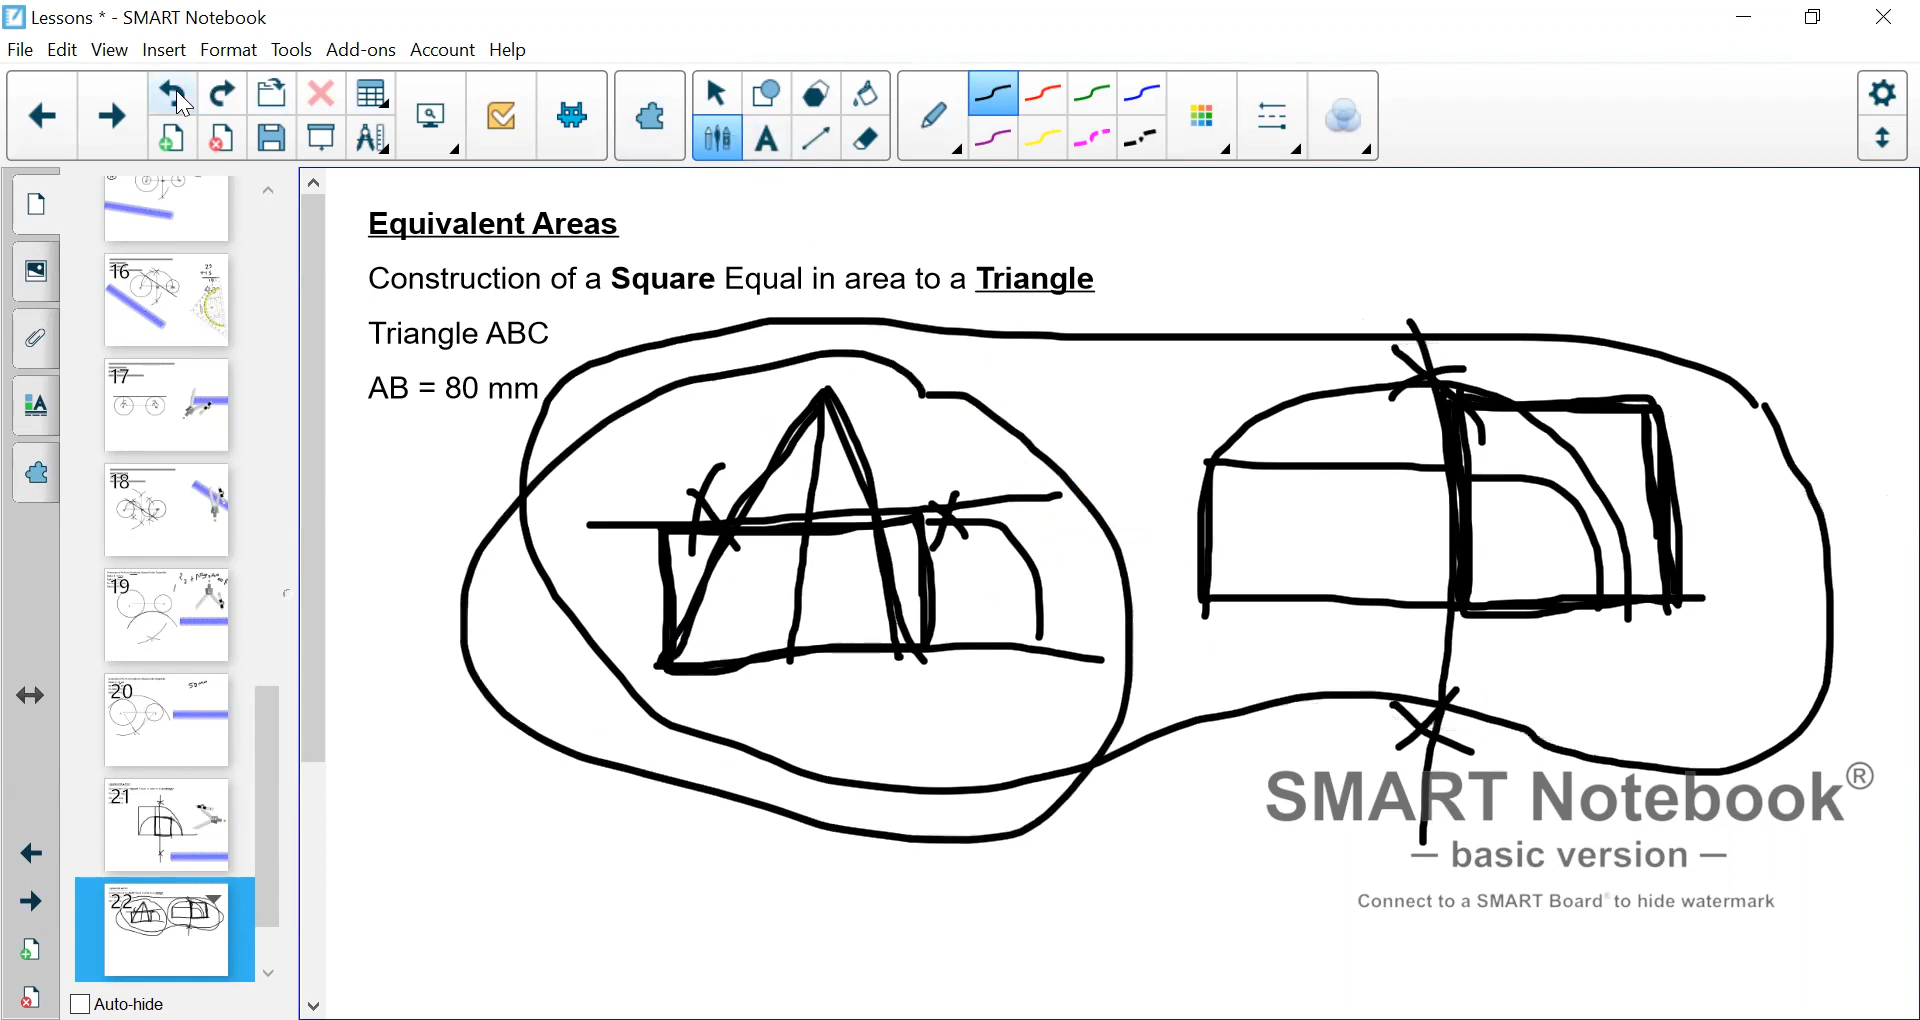 Lessons * - SMART Notebook
File Edit View Insert Format Tools Add-ons Account Help
Equivalent Areas
Construction of a Square Equal in area to a Triangle
Triangle ABC
AB = 80 mm
16
17
18
19
20
21
22
Auto-hide
SMART Notebook®
— basic version —
Connect to a SMART Board® to hide watermark